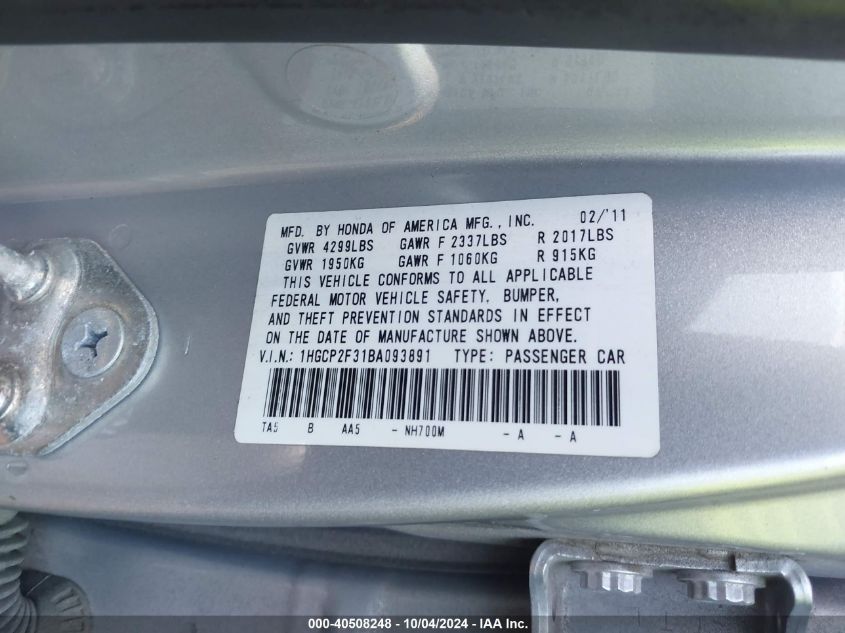 MFD. BY HONDA OF AMERICA MFG., INC. 02/'11
GVWR 4299LBS GAWR F 2337LBS R 2017LBS
GVWR 1950KG GAWR F 1060KG R 915KG
THIS VEHICLE CONFORMS TO ALL APPLICABLE
FEDERAL MOTOR VEHICLE SAFETY, BUMPER,
AND THEFT PREVENTION STANDARDS IN EFFECT
ON THE DATE OF MANUFACTURE SHOWN ABOVE.
V.I.N.: 1HGCP2F31BA093891 TYPE: PASSENGER CAR
TA5 B AA5 - NH700M - A - A
000-40508248 - 10/04/2024 - IAA Inc.